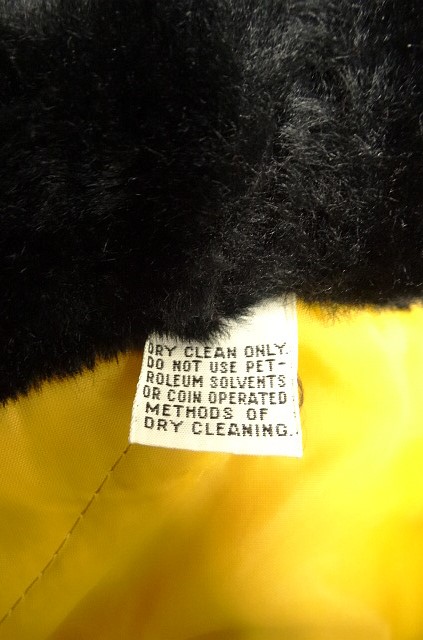 DRY CLEAN ONLY.
DO NOT USE PET-
ROLEUM SOLVENTS
OR COIN OPERATED
METHODS OF
DRY CLEANING.